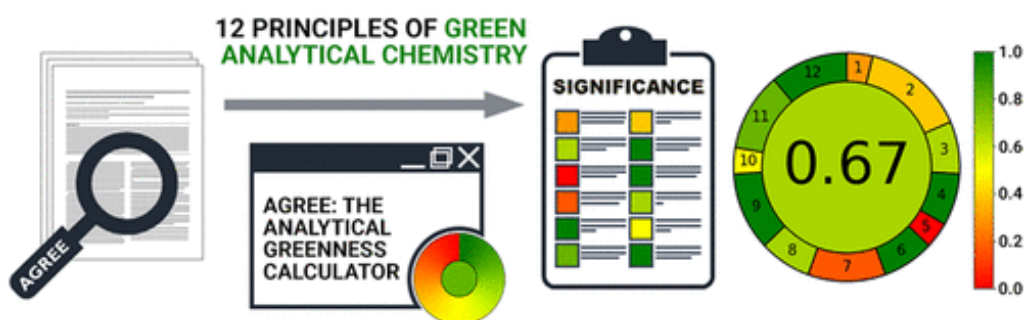 12 PRINCIPLES OF GREEN
ANALYTICAL CHEMISTRY
AGREE
AGREE: THE
ANALYTICAL
GREENNESS
CALCULATOR
SIGNIFICANCE
0.67
1
2
3
4
5
6
7
8
9
10
11
12
1.0
0.8
0.6
0.4
0.2
0.0